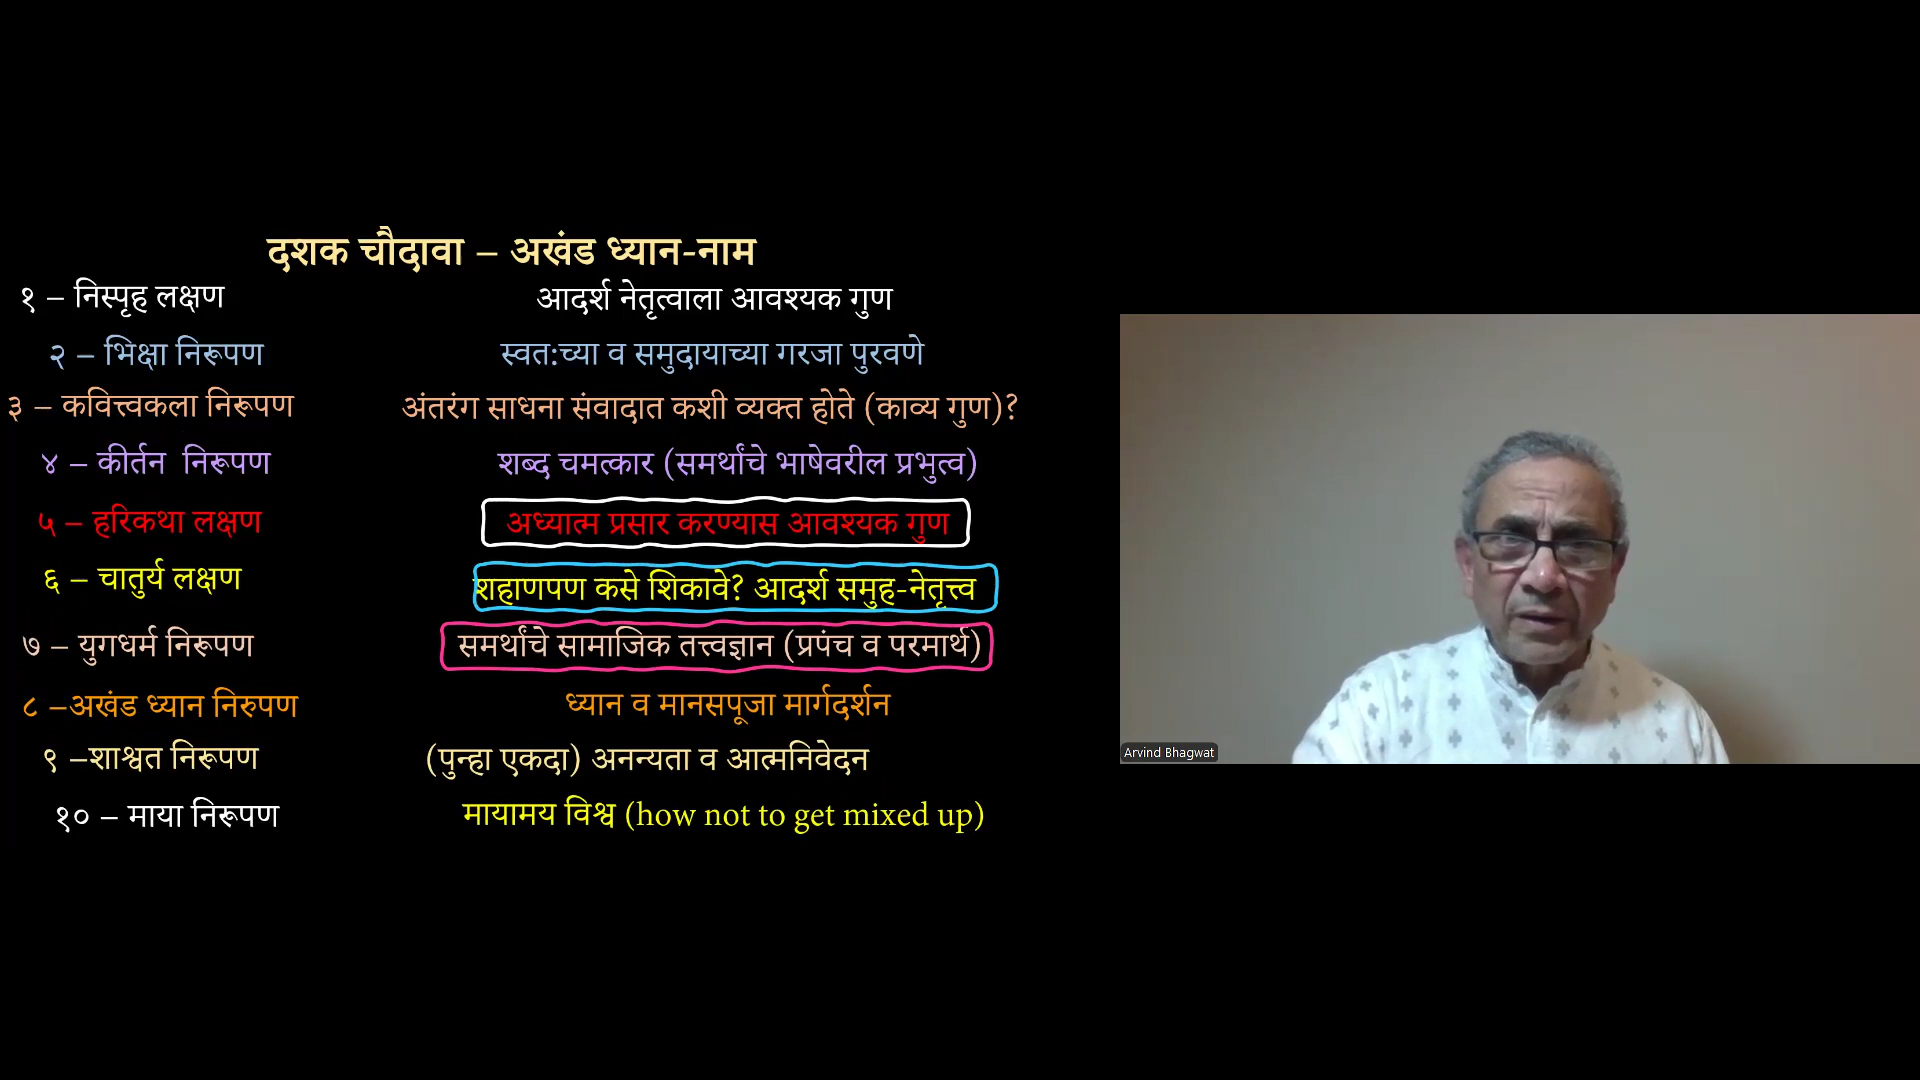 दशक चौदावा – अखंड ध्यान-नाम
१ – निस्पृह लक्षण आदर्श नेतृत्वाला आवश्यक गुण
२ – भिक्षा निरूपण स्वत:च्या व समुदायाच्या गरजा पुरवणे
३ – कवित्त्वकला निरूपण अंतरंग साधना संवादात कशी व्यक्त होते (काव्य गुण)?
४ – कीर्तन निरूपण शब्द चमत्कार (समर्थांचे भाषेवरील प्रभुत्व)
५ – हरिकथा लक्षण अध्यात्म प्रसार करण्यास आवश्यक गुण
६ – चातुर्य लक्षण शहाणपण कसे शिकावे? आदर्श समुह-नेतृत्त्व
७ – युगधर्म निरूपण समर्थांचे सामाजिक तत्त्वज्ञान (प्रपंच व परमार्थ)
८ –अखंड ध्यान निरुपण ध्यान व मानसपूजा मार्गदर्शन
९ –शाश्वत निरूपण (पुन्हा एकदा) अनन्यता व आत्मनिवेदन
१० – माया निरूपण मायामय विश्व (how not to get mixed up)
Arvind Bhagwat